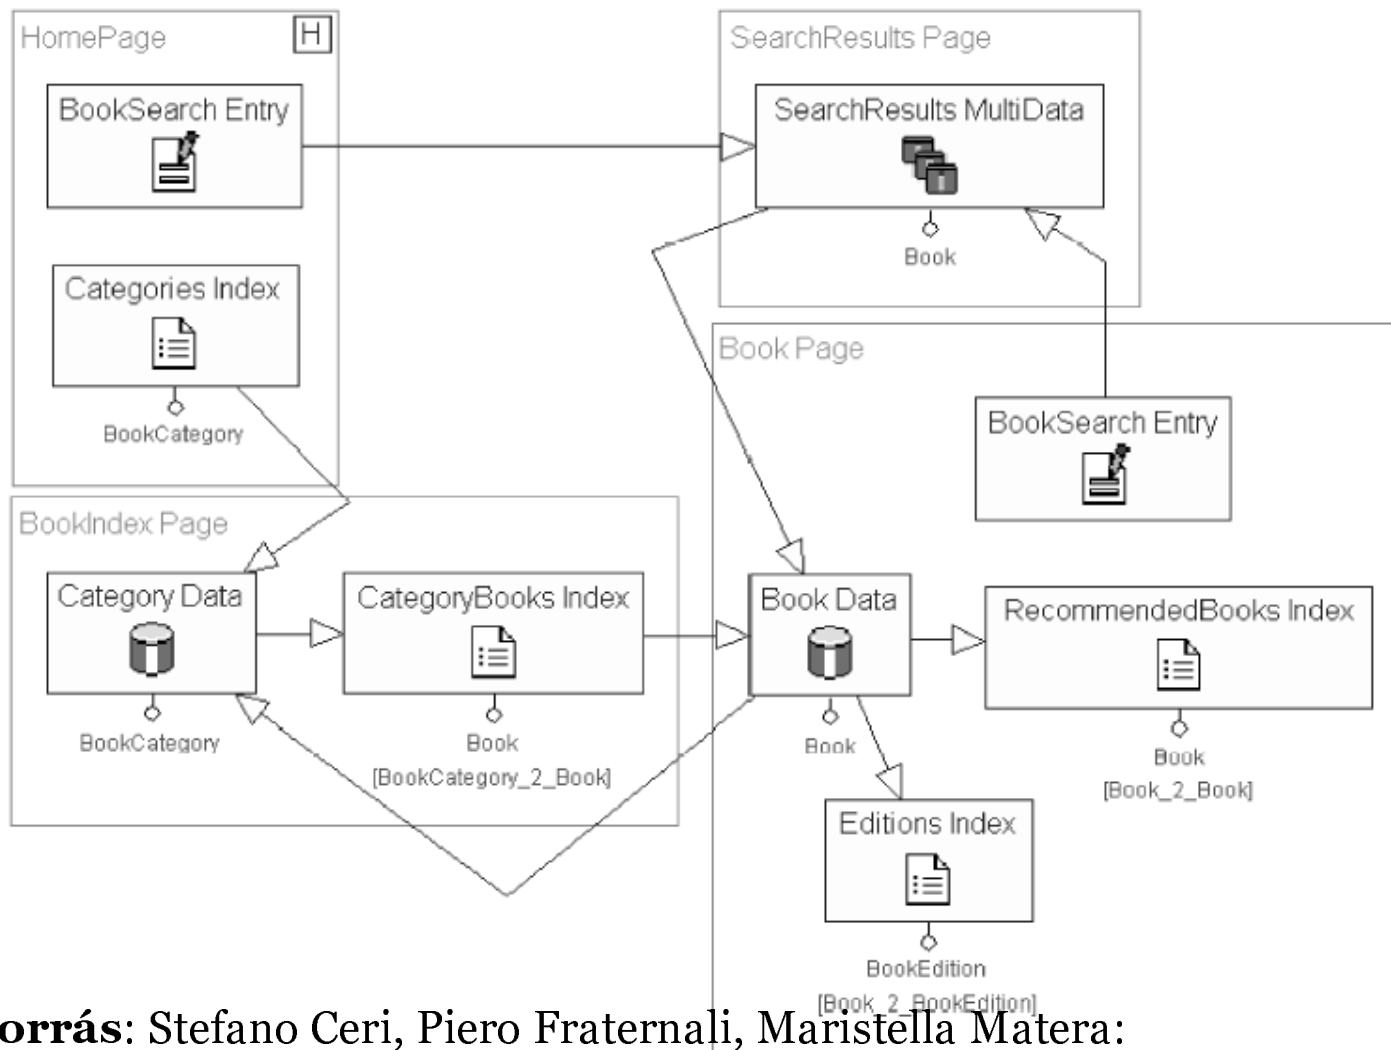 HomePage
H
BookSearch Entry
Categories Index
BookCategory
SearchResults Page
SearchResults MultiData
Book
Book Page
BookSearch Entry
BookIndex Page
Category Data
BookCategory
CategoryBooks Index
Book
[BookCategory_2_Book]
Book Data
Book
RecommendedBooks Index
Book
[Book_2_Book]
Editions Index
BookEdition
[Book_2_BookEdition]
orrás: Stefano Ceri, Piero Fraternali, Maristella Matera: